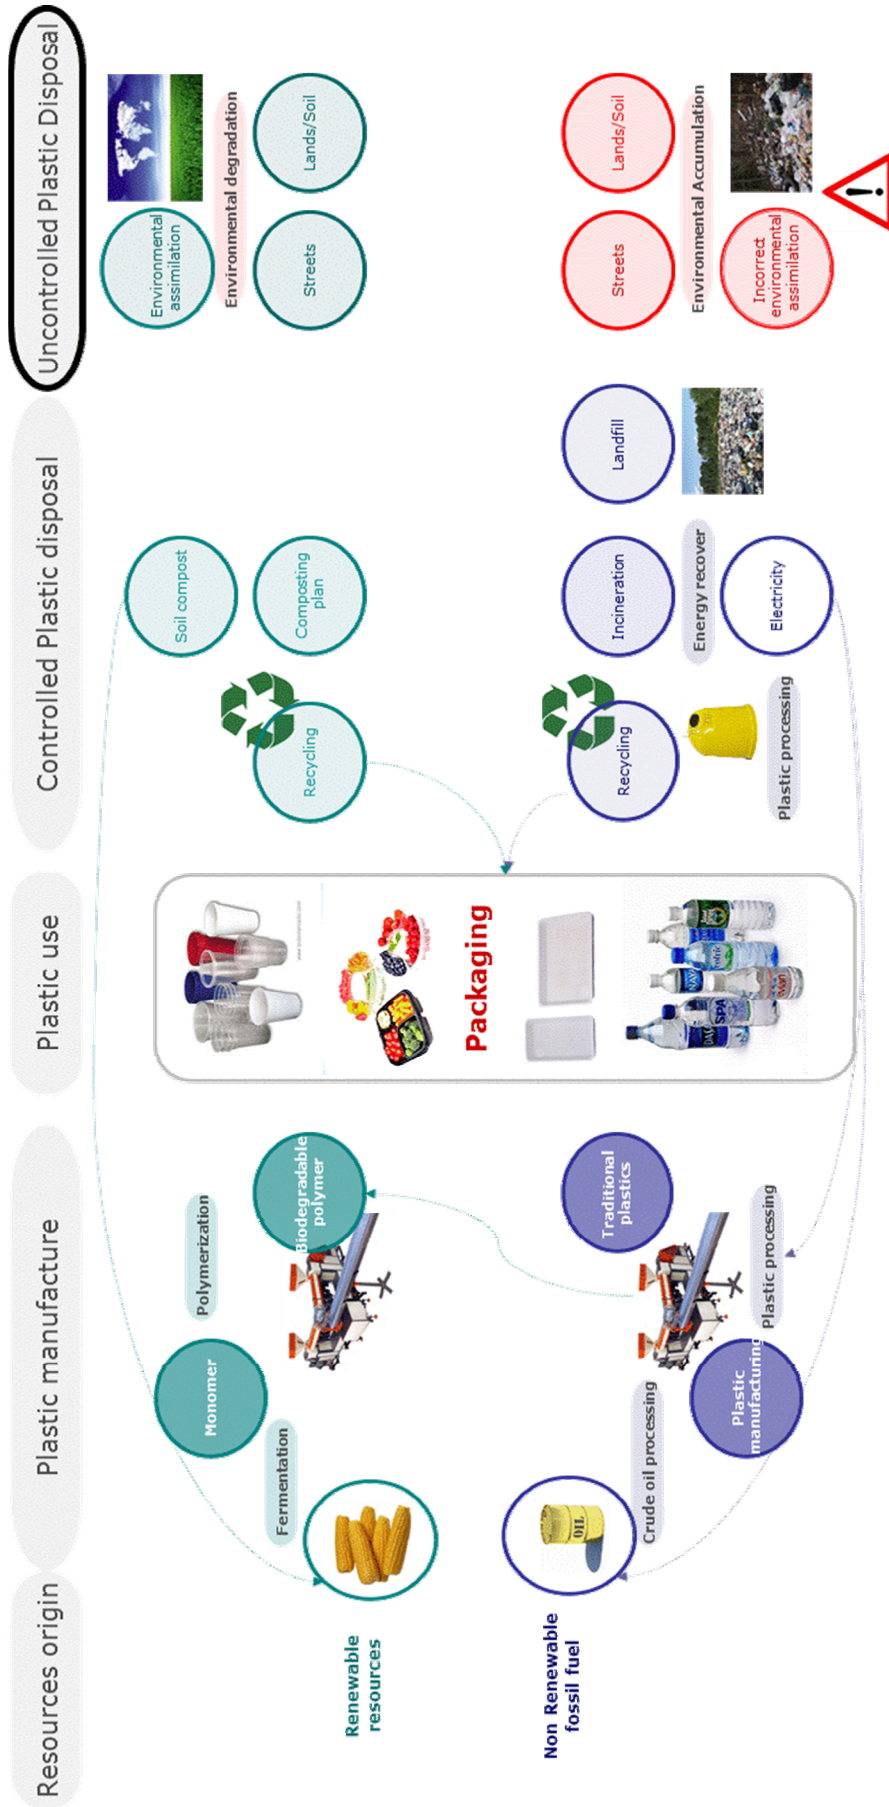 Resources origin
Plastic manufacture
Plastic use
Controlled Plastic disposal
Uncontrolled Plastic Disposal
Renewable
resources
Fermentation
Monomer
Polymerization
Biodegradable
polymer
Recycling
Soil compost
Composting
plan
Environmental
assimilation
Environmental degradation
Streets
Lands/Soil
Packaging
SPA
Non Renewable
fossil fuel
OIL
Crude oil processing
Plastic
manufacturing
Plastic processing
Traditional
plastics
Recycling
Plastic processing
Incineration
Energy recover
Electricity
Landfill
Streets
Lands/Soil
Environmental Accumulation
Incorrect
environmental
assimilation
!